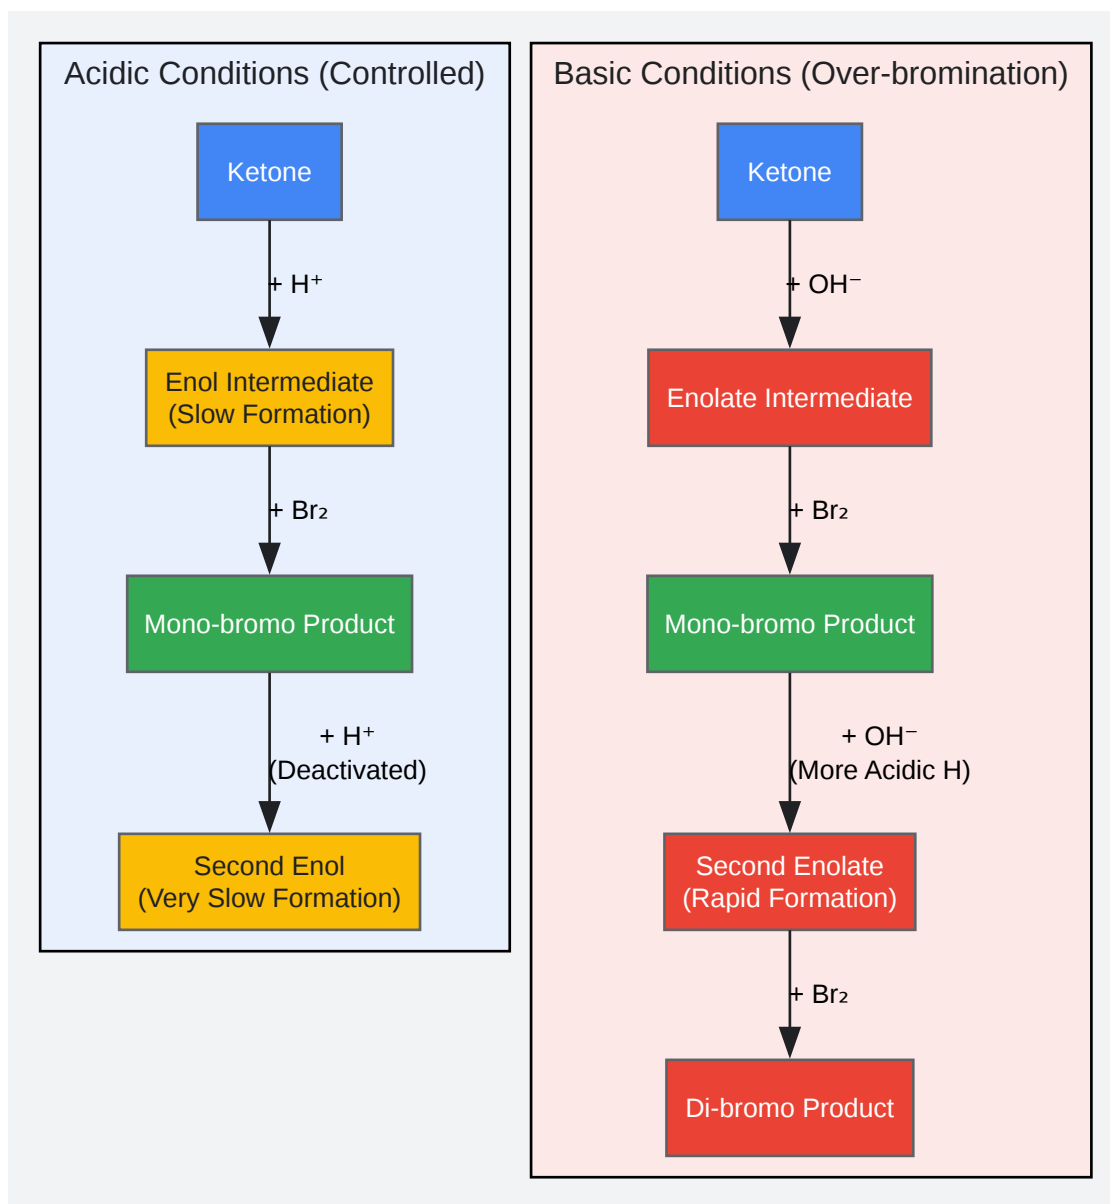 Acidic Conditions (Controlled)
Ketone
+ H⁺
Enol Intermediate
(Slow Formation)
+ Br₂
Mono-bromo Product
+ H⁺
(Deactivated)
Second Enol
(Very Slow Formation)
Basic Conditions (Over-bromination)
Ketone
+ OH⁻
Enolate Intermediate
+ Br₂
Mono-bromo Product
+ OH⁻
(More Acidic H)
Second Enolate
(Rapid Formation)
+ Br₂
Di-bromo Product